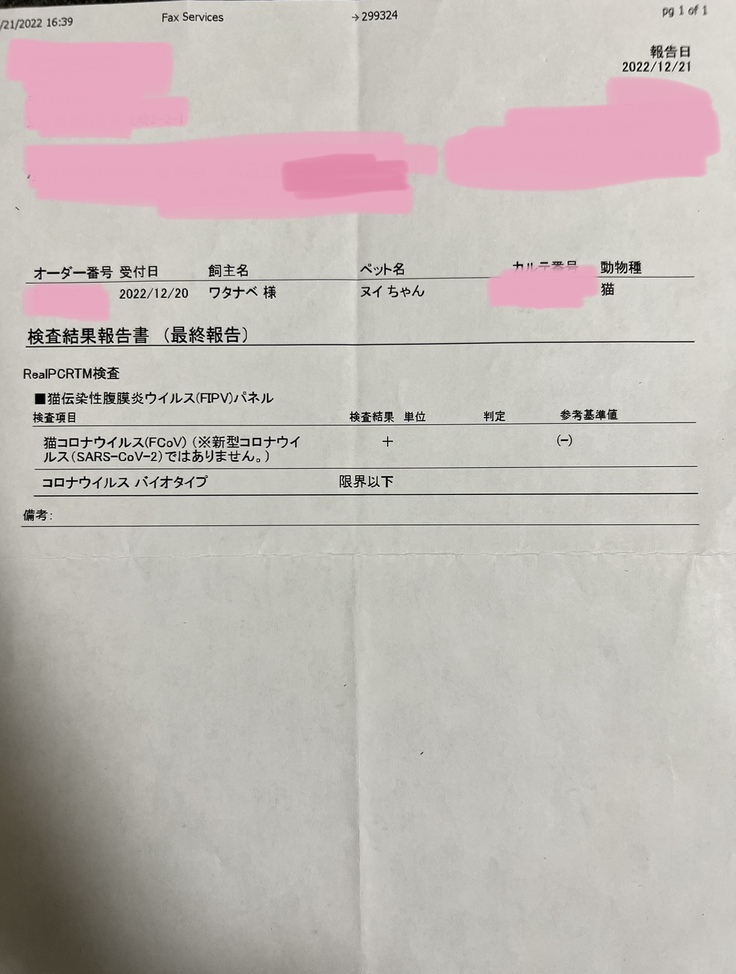 /21/2022 16:39 Fax Services →299324 pg 1 of 1
報告日
2022/12/21
オーダー番号 受付日 飼主名 ペット名 カルテ番号 動物種
2022/12/20 ワタナベ 様 ヌイ ちゃん 猫
検査結果報告書 (最終報告)
RealPCRTM検査
■猫伝染性腹膜炎ウイルス(FIPV)パネル
検査項目 検査結果 単位 判定 参考基準値
猫コロナウイルス(FCoV) (※新型コロナウイ + (-)
ルス(SARS-CoV-2)ではありません。)
コロナウイルス バイオタイプ 限界以下
備考: